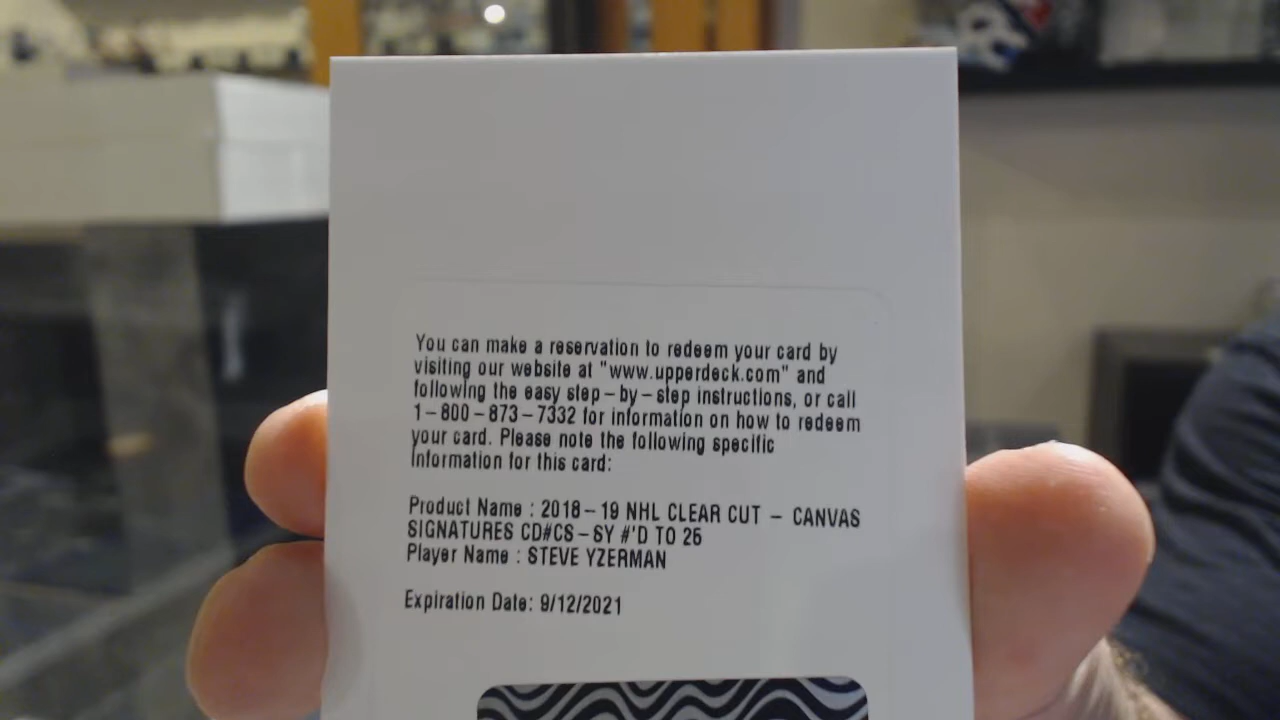 You can make a reservation to redeem your card by
visiting our website at "www.upperdeck.com" and
following the easy step-by-step instructions, or call
1-800-873-7332 for information on how to redeem
your card. Please note the following specific
information for this card:
Product Name : 2018-19 NHL CLEAR CUT - CANVAS
SIGNATURES CD#CS-SY #'D TO 25
Player Name : STEVE YZERMAN
Expiration Date: 9/12/2021